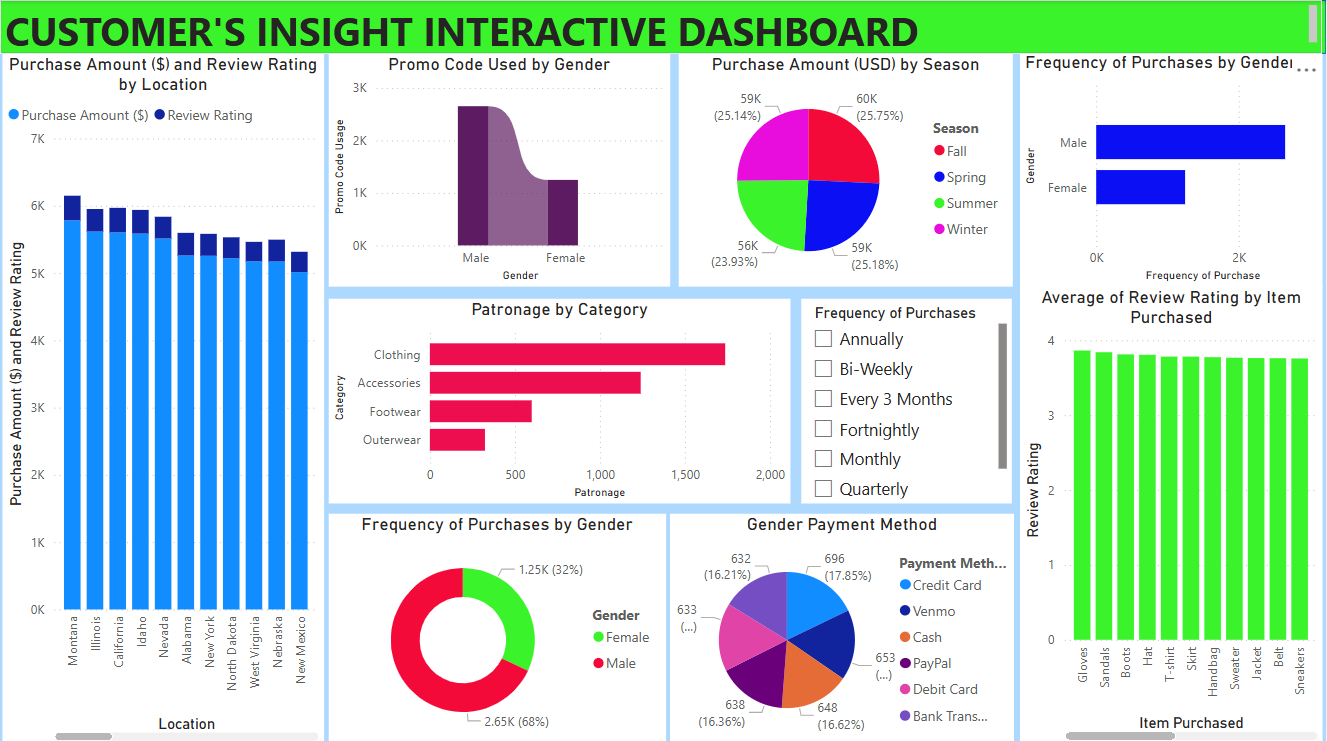 CUSTOMER'S INSIGHT INTERACTIVE DASHBOARD
Purchase Amount ($) and Review Rating
by Location
Purchase Amount ($)
Review Rating
Purchase Amount ($) and Review Rating
7K
6K
5K
4K
3K
2K
1K
0K
Montana
Illinois
California
Idaho
Nevada
Alabama
New York
North Dakota
West Virginia
Nebraska
New Mexico
Location
Promo Code Used by Gender
Promo Code Usage
3K
2K
1K
0K
Male
Female
Gender
Purchase Amount (USD) by Season
59K
(25.14%)
60K
(25.75%)
56K
(23.93%)
59K
(25.18%)
Season
Fall
Spring
Summer
Winter
Frequency of Purchases by Gender
...
Gender
Male
Female
0K
2K
Frequency of Purchase
Patronage by Category
Category
Clothing
Accessories
Footwear
Outerwear
0
500
1,000
1,500
2,000
Patronage
Frequency of Purchases
Annually
Bi-Weekly
Every 3 Months
Fortnightly
Monthly
Quarterly
Average of Review Rating by Item
Purchased
Review Rating
4
3
2
1
0
Gloves
Sandals
Boots
Hat
T-shirt
Skirt
Handbag
Sweater
Jacket
Belt
Sneakers
Item Purchased
Frequency of Purchases by Gender
1.25K (32%)
2.65K (68%)
Gender
Female
Male
Gender Payment Method
632
(16.21%)
696
(17.85%)
633
(...)
653
(...)
638
(16.36%)
648
(16.62%)
Payment Meth...
Credit Card
Venmo
Cash
PayPal
Debit Card
Bank Trans...